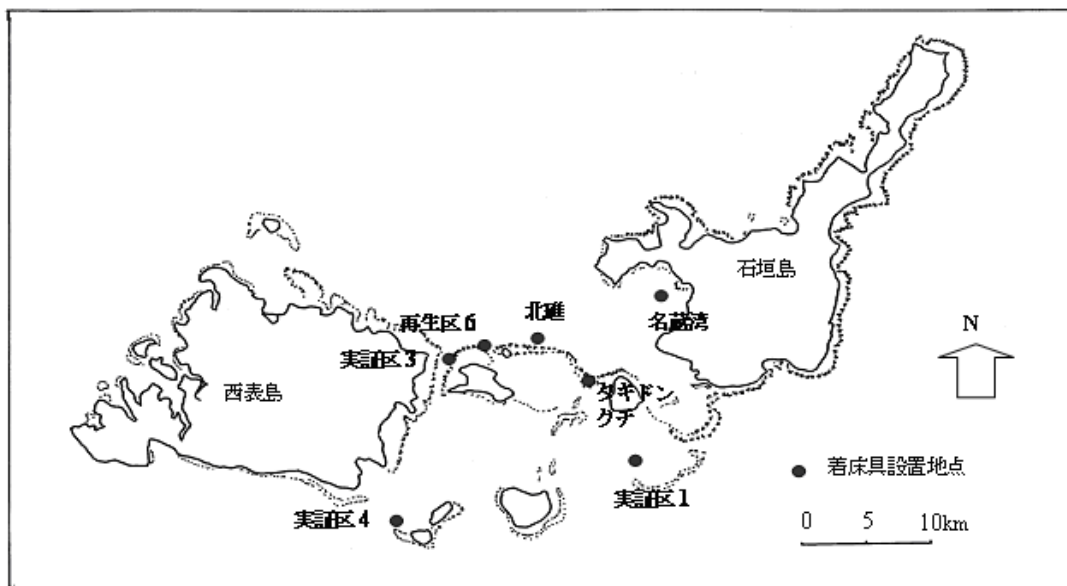 石垣島
北礁
名蔵湾
再生区6
N
実証区3
西表島
タキドン
グチ
着床具設置地点
実証区1
実証区4
0 5 10km